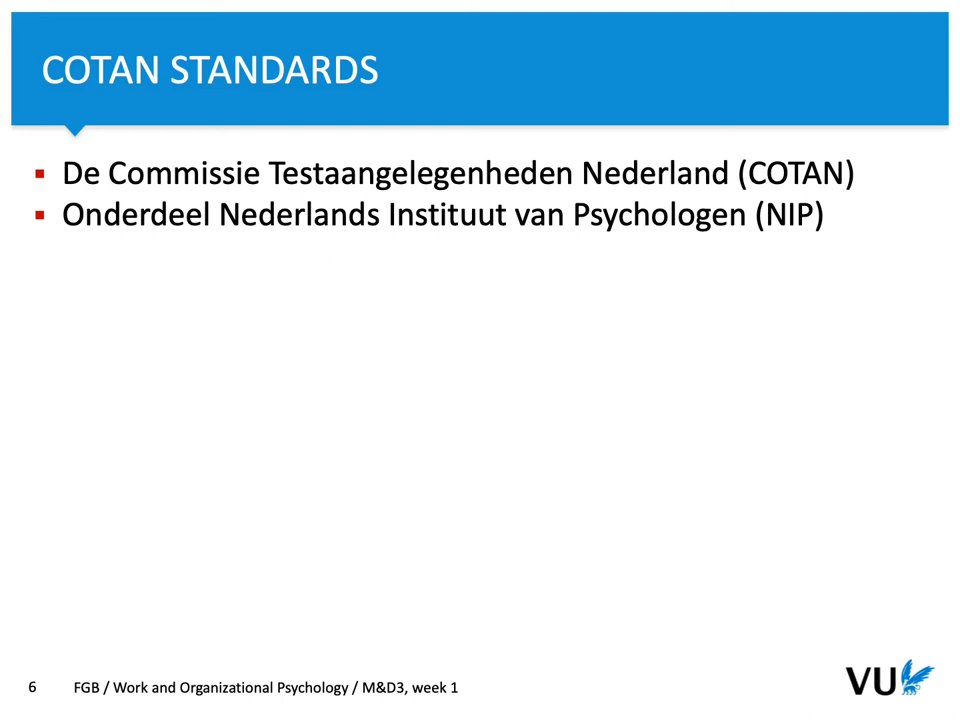 COTAN STANDARDS
De Commissie Testaangelegenheden Nederland (COTAN)
Onderdeel Nederlands Instituut van Psychologen (NIP)
6 FGB / Work and Organizational Psychology / M&D3, week 1
VU